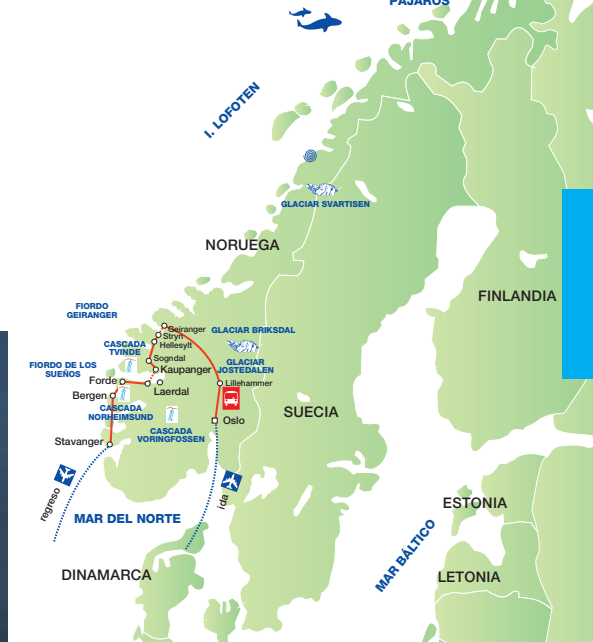 PÁJAROS
I. LOFOTEN
GLACIAR SVARTISEN
NORUEGA
FINLANDIA
FIORDO
GEIRANGER
Geiranger
GLACIAR BRIKSDAL
Stryn
Hellesylt
CASCADA
TVINDE
Sogndal
GLACIAR
JOSTEDALEN
FIORDO DE LOS
SUEÑOS
Kaupanger
Forde
Lillehammer
Laerdal
Bergen
CASCADA
NORHEIMSUND
SUECIA
Oslo
CASCADA
VORINGFOSSEN
Stavanger
regreso
ida
ESTONIA
MAR DEL NORTE
MAR BÁLTICO
DINAMARCA
LETONIA